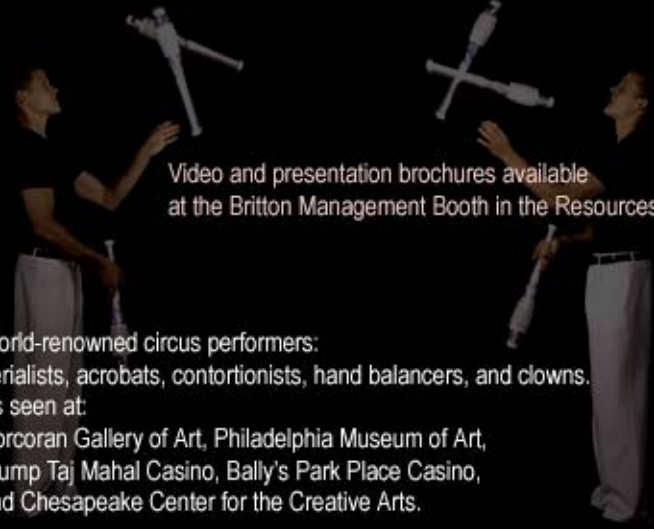 Video and presentation brochures available
at the Britton Management Booth in the Resources
orld-renowned circus performers:
erialists, acrobats, contortionists, hand balancers, and clowns.
s seen at:
orcoran Gallery of Art, Philadelphia Museum of Art,
ump Taj Mahal Casino, Bally's Park Place Casino,
nd Chesapeake Center for the Creative Arts.